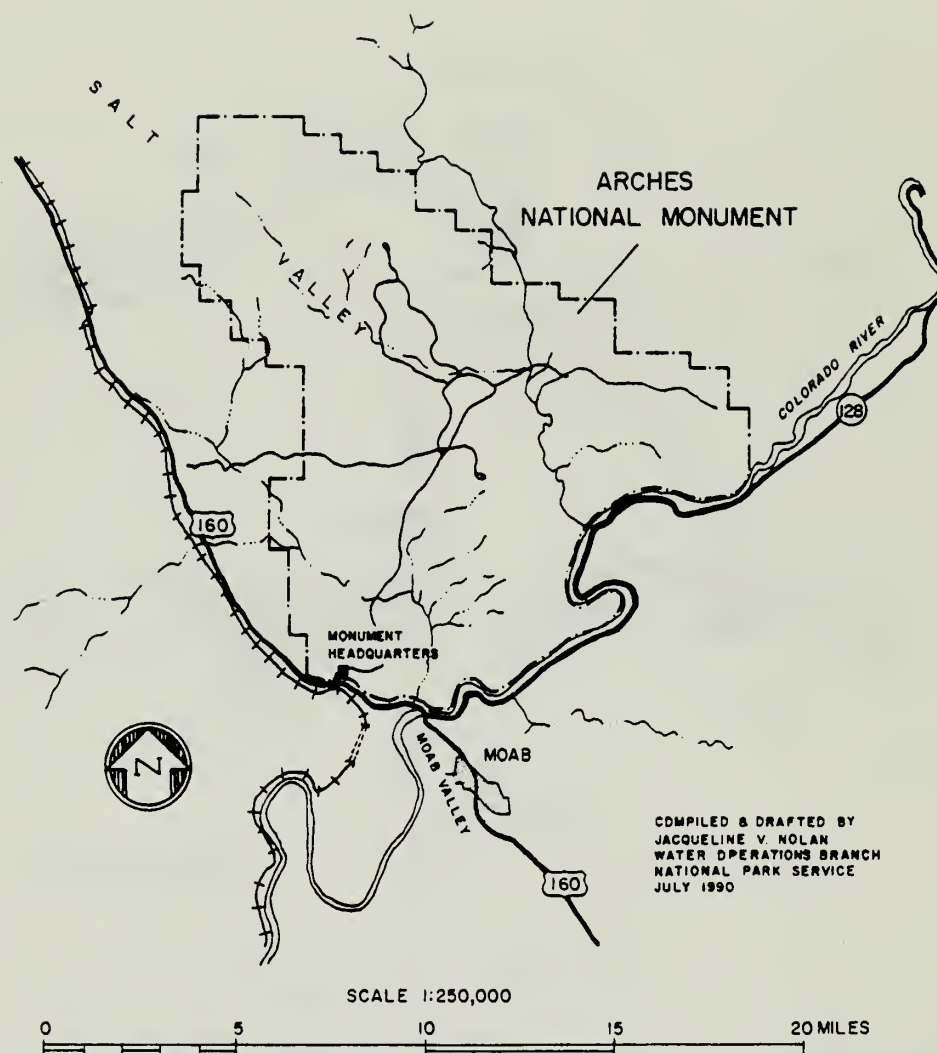 SALT
VALLEY
ARCHES
NATIONAL MONUMENT
COLORADO RIVER
128
160
MONUMENT
HEADQUARTERS
N
MOAB VALLEY
MOAB
160
COMPILED & DRAFTED BY
JACQUELINE V. NOLAN
WATER OPERATIONS BRANCH
NATIONAL PARK SERVICE
JULY 1990
SCALE 1:250,000
0 5 10 15 20 MILES